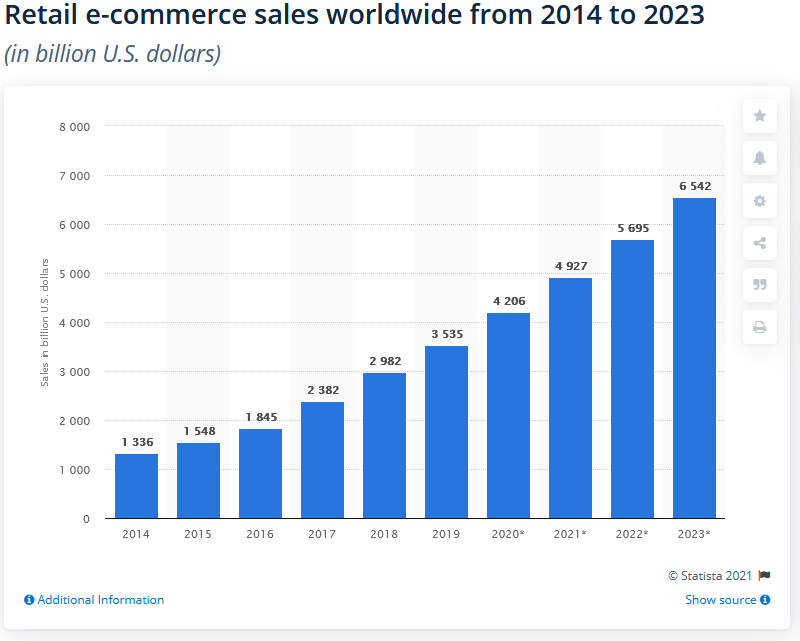 Retail e-commerce sales worldwide from 2014 to 2023
(in billion U.S. dollars)
Sales in billion U.S. dollars
8 000
7 000
6 000
5 000
4 000
3 000
2 000
1 000
0
1 336
1 548
1 845
2 382
2 982
3 535
4 206
4 927
5 695
6 542
2014 2015 2016 2017 2018 2019 2020* 2021* 2022* 2023*
© Statista 2021
Additional Information
Show source